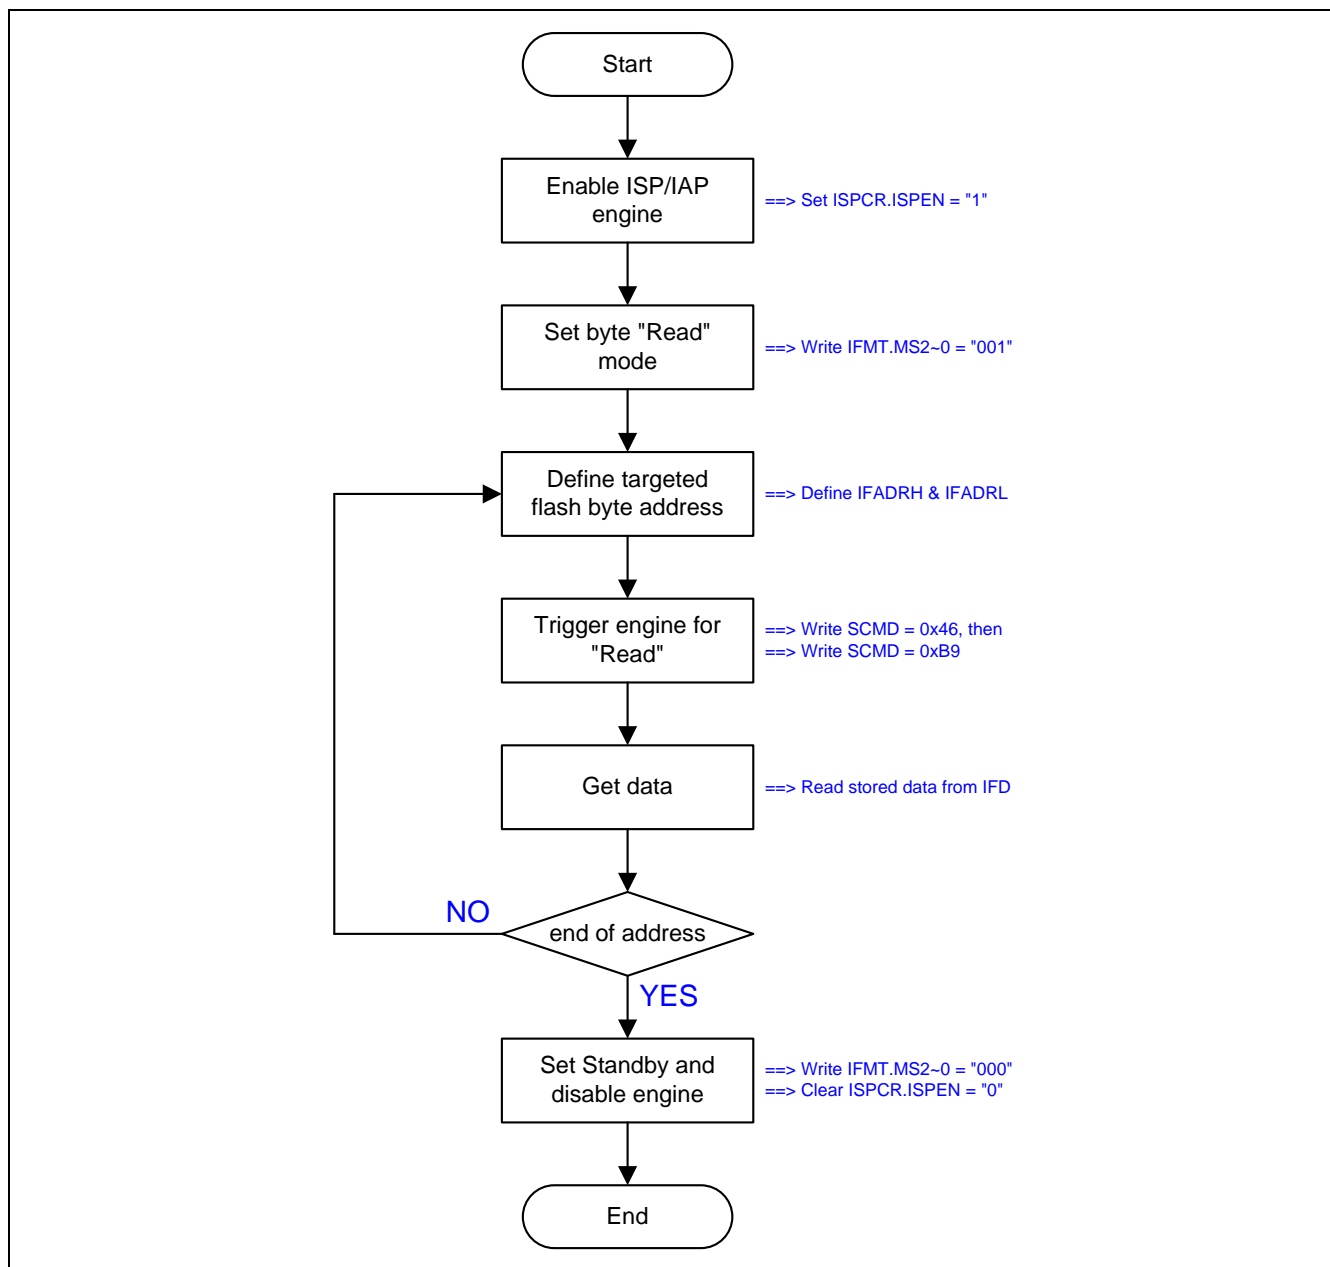 Start
Enable ISP/IAP
engine
==> Set ISPCR.ISPEN = "1"
Set byte "Read"
mode
==> Write IFMT.MS2~0 = "001"
Define targeted
flash byte address
==> Define IFADRH & IFADRL
Trigger engine for
"Read"
==> Write SCMD = 0x46, then
==> Write SCMD = 0xB9
Get data
==> Read stored data from IFD
NO
end of address
YES
Set Standby and
disable engine
==> Write IFMT.MS2~0 = "000"
==> Clear ISPCR.ISPEN = "0"
End